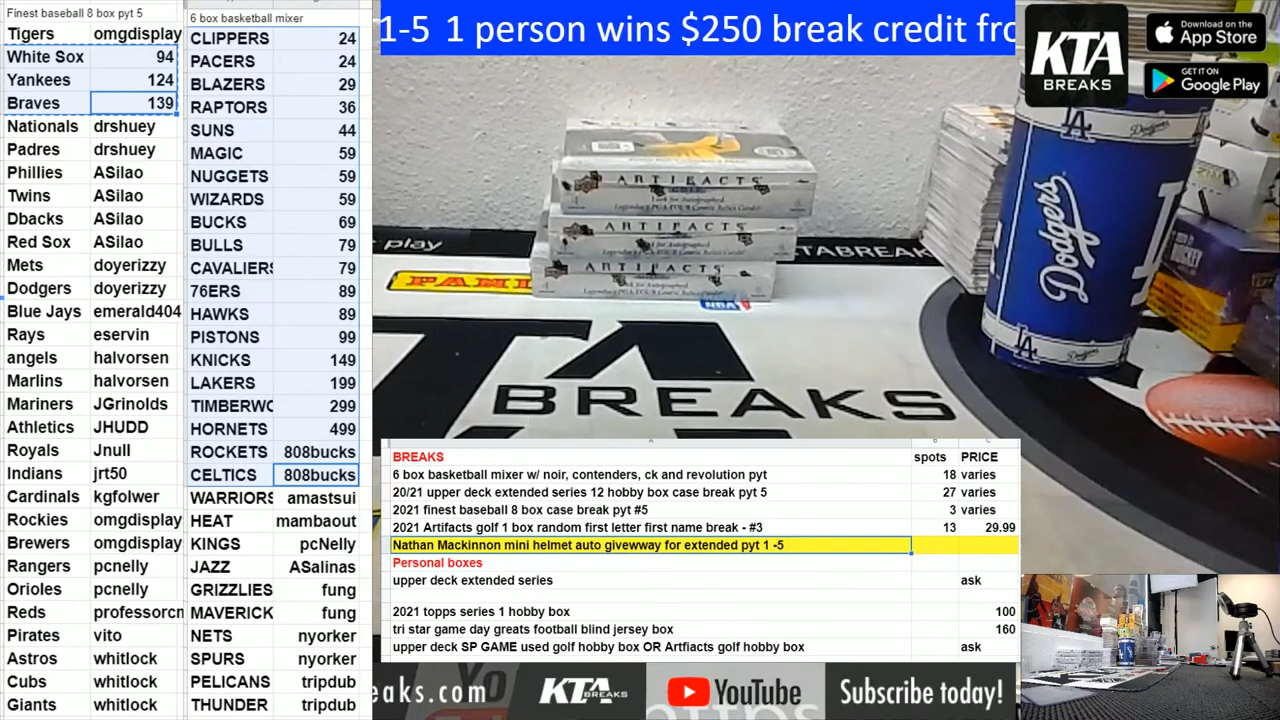 Finest baseball 8 box pyt 5
Tigers omgdisplay
White Sox 94
Yankees 124
Braves 139
Nationals drshuey
Padres drshuey
Phillies ASilao
Twins ASilao
Dbacks ASilao
Red Sox ASilao
Mets doyerizzy
Dodgers doyerizzy
Blue Jays emerald404
Rays eservin
angels halvorsen
Marlins halvorsen
Mariners JGrinolds
Athletics JHUDD
Royals Jnull
Indians jrt50
Cardinals kgfolwer
Rockies omgdisplay
Brewers omgdisplay
Rangers pcnelly
Orioles pcnelly
Reds professorcn
Pirates vito
Astros whitlock
Cubs whitlock
Giants whitlock
6 box basketball mixer
CLIPPERS 24
PACERS 24
BLAZERS 29
RAPTORS 36
SUNS 44
MAGIC 59
NUGGETS 59
WIZARDS 59
BUCKS 69
BULLS 79
CAVALIERS 79
76ERS 89
HAWKS 89
PISTONS 99
KNICKS 149
LAKERS 199
TIMBERWO 299
HORNETS 499
ROCKETS 808bucks
CELTICS 808bucks
WARRIORS amastsui
HEAT mambaout
KINGS pcNelly
JAZZ ASalinas
GRIZZLIES fung
MAVERICK fung
NETS nyorker
SPURS nyorker
PELICANS tripdub
THUNDER tripdub
1-5 1 person wins $250 break credit fro
KTA
BREAKS
Download on the
App Store
GET IT ON
Google Play
ARTIFACTS
ARTIFACTS
ARTIFACTS
play
PANINI
NBA
KTABREAK
LA
Dodgers
Dodgers
LA
Dodgers
KTA
BREAKS
BREAKS spots PRICE
6 box basketball mixer w/ noir, contenders, ck and revolution pyt 18 varies
20/21 upper deck extended series 12 hobby box case break pyt 5 27 varies
2021 finest baseball 8 box case break pyt #5 3 varies
2021 Artifacts golf 1 box random first letter first name break - #3 13 29.99
Nathan Mackinnon mini helmet auto givewway for extended pyt 1 -5
Personal boxes
upper deck extended series ask
2021 topps series 1 hobby box 100
tri star game day greats football blind jersey box 160
upper deck SP GAME used golf hobby box OR Artfiacts golf hobby box ask
eaks.com
KTA BREAKS
YouTube
Subscribe today!